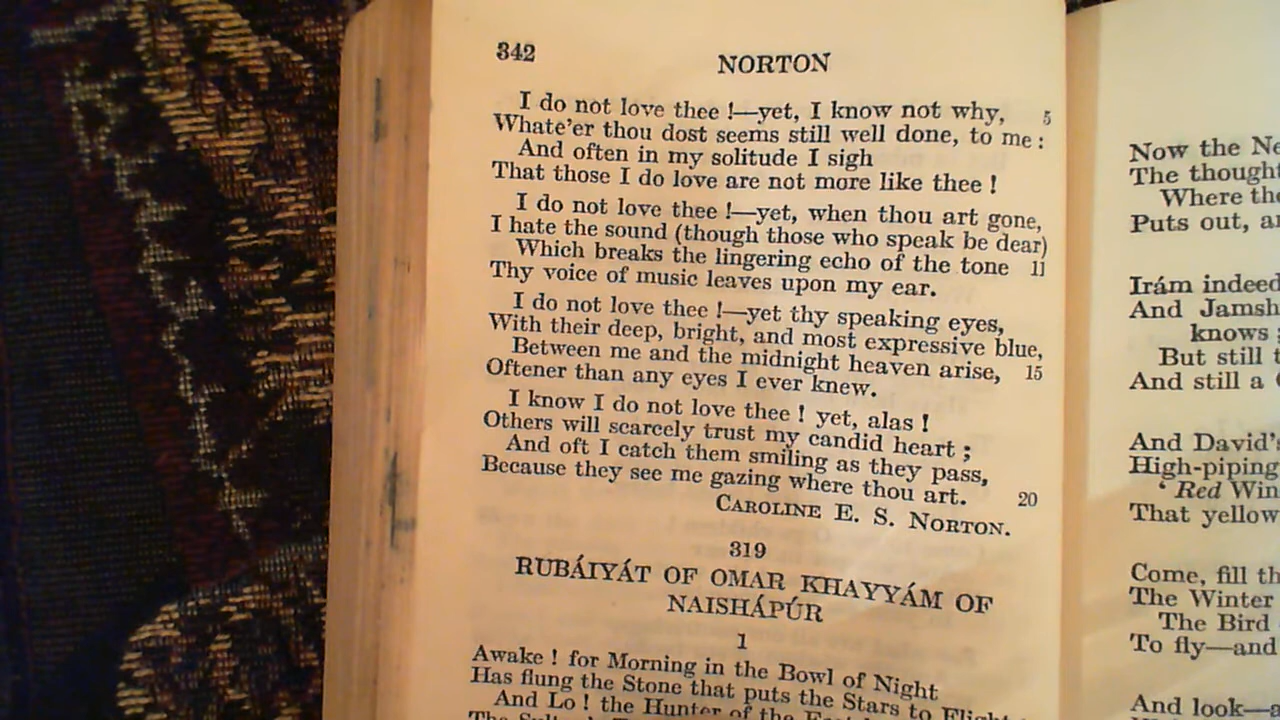 342
NORTON
I do not love thee !—yet, I know not why, 5
Whate'er thou dost seems still well done, to me :
And often in my solitude I sigh
That those I do love are not more like thee !
I do not love thee !—yet, when thou art gone,
I hate the sound (though those who speak be dear)
Which breaks the lingering echo of the tone 11
Thy voice of music leaves upon my ear.
I do not love thee !—yet thy speaking eyes,
With their deep, bright, and most expressive blue,
Between me and the midnight heaven arise, 15
Oftener than any eyes I ever knew.
I know I do not love thee ! yet, alas !
Others will scarcely trust my candid heart ;
And oft I catch them smiling as they pass,
Because they see me gazing where thou art. 20
CAROLINE E. S. NORTON.
319
RUBÁIYÁT OF OMAR KHAYYÁM OF
NAISHÁPÚR
1
Awake ! for Morning in the Bowl of Night
Has flung the Stone that puts the Stars to Flight
And Lo ! the Hunter of the East
Now the
The thought
Where
Puts out,
Irám indeed
And
knows
But still
And still a
And David's
High-piping
‘ Red
That yellow
Come, fill
The Winter
The Bird
To fly—and
And look—